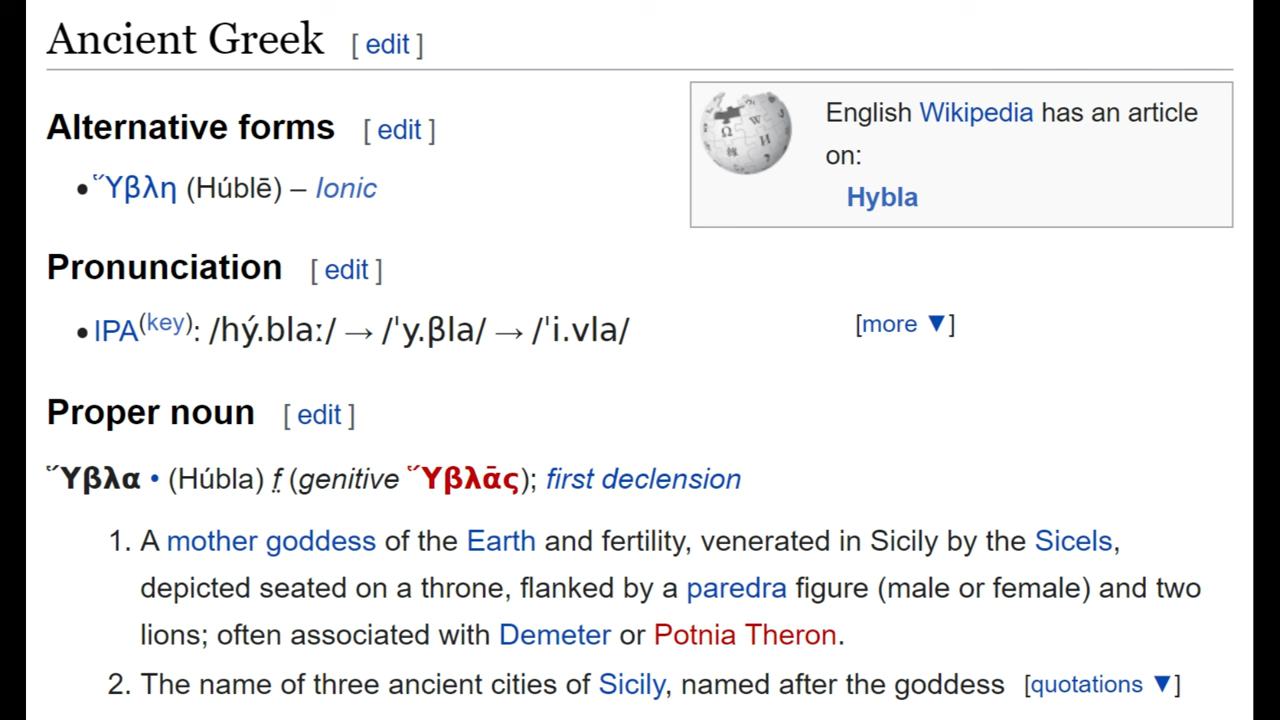 Ancient Greek [ edit ]
Alternative forms [ edit ]
English Wikipedia has an article
on:
Hybla
• Ὕβλη (Húblē) – Ionic
Pronunciation [ edit ]
• IPA(key): /hý.blaː/ → /ˈy.βla/ → /ˈi.vla/ [more ▼]
Proper noun [ edit ]
Ὕβλα • (Húbla) f (genitive Ὕβλᾱς); first declension
1. A mother goddess of the Earth and fertility, venerated in Sicily by the Sicels,
depicted seated on a throne, flanked by a paredra figure (male or female) and two
lions; often associated with Demeter or Potnia Theron.
2. The name of three ancient cities of Sicily, named after the goddess [quotations ▼]